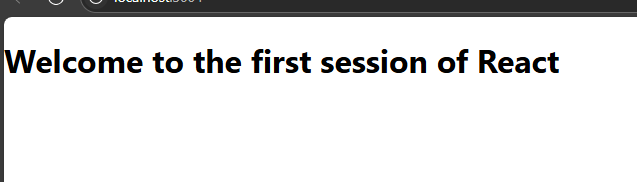 Welcome to the first session of React